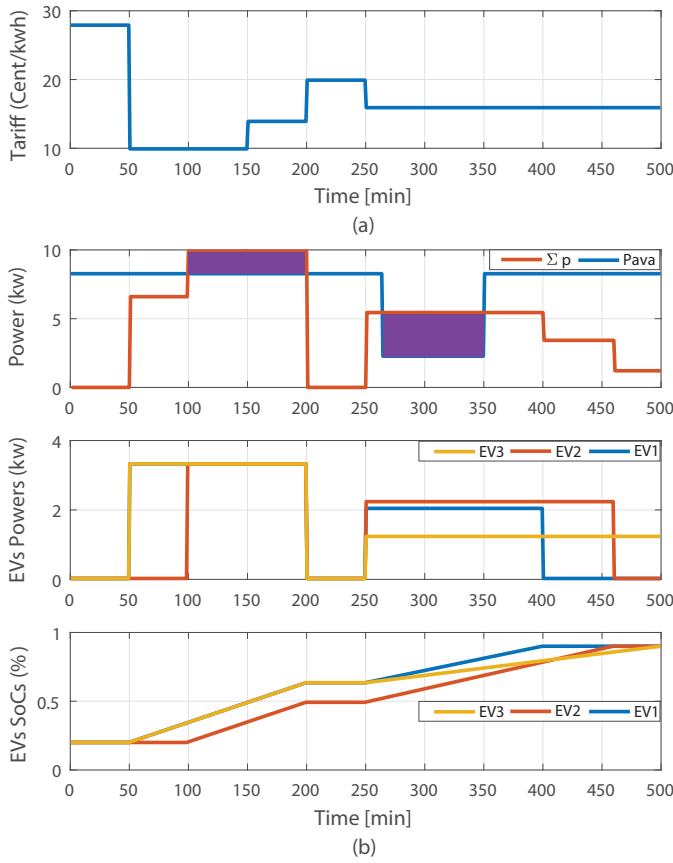 30
20
10
Tariff (Cent/kwh)
0 50 100 150 200 250 300 350 400 450 500
Time [min]
(a)
10
5
0
Power (kw)
Σ p Pava
0 50 100 150 200 250 300 350 400 450 500
4
2
0
EVs Powers (kw)
EV3 EV2 EV1
0 50 100 150 200 250 300 350 400 450 500
1
0.5
0
EVs SoCs (%)
EV3 EV2 EV1
0 50 100 150 200 250 300 350 400 450 500
Time [min]
(b)